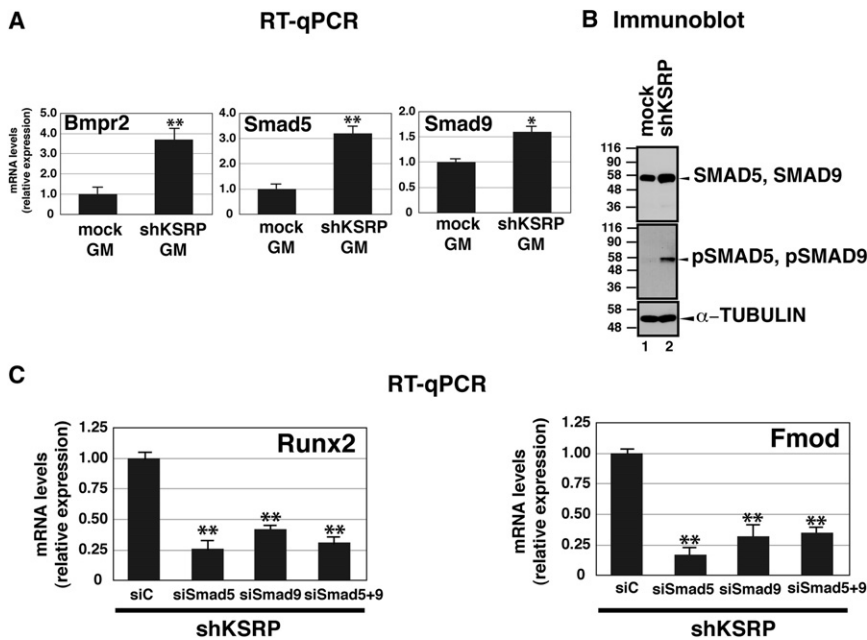 A
RT-qPCR
mRNA levels
(relative expression)
5.0
4.0
3.0
2.0
1.0
0
Bmpr2
**
mock
GM
shKSRP
GM
4.0
3.0
2.0
1.0
0
Smad5
**
mock
GM
shKSRP
GM
2.0
1.5
1.0
0.5
0
Smad9
*
mock
GM
shKSRP
GM
B Immunoblot
mock
shKSRP
116
90
58
48
36
SMAD5, SMAD9
116
90
58
48
36
pSMAD5, pSMAD9
58
48
α-TUBULIN
1 2
C
RT-qPCR
mRNA levels
(relative expression)
1.25
1.00
0.75
0.50
0.25
0
Runx2
** ** **
siC siSmad5 siSmad9 siSmad5+9
shKSRP
mRNA levels
(relative expression)
1.25
1.00
0.75
0.50
0.25
0
Fmod
** ** **
siC siSmad5 siSmad9 siSmad5+9
shKSRP